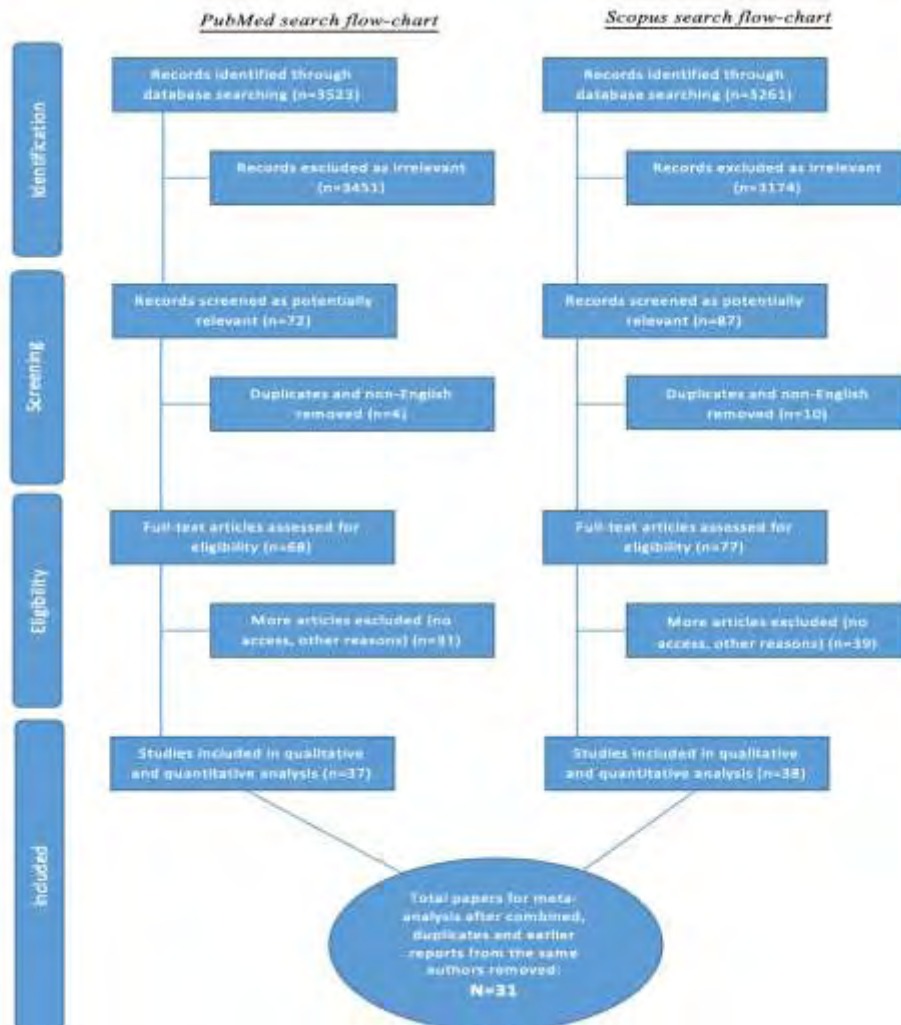 PubMed search flow-chart
Scopus search flow-chart
Identification
Records identified through
database searching (n=3523)
Records identified through
database searching (n=3261)
Records excluded as irrelevant
(n=3451)
Records excluded as irrelevant
(n=3174)
Screening
Records screened as potentially
relevant (n=72)
Records screened as potentially
relevant (n=87)
Duplicates and non-English
removed (n=4)
Duplicates and non-English
removed (n=10)
Eligibility
Full-text articles assessed for
eligibility (n=68)
Full-text articles assessed for
eligibility (n=77)
More articles excluded (no
access, other reasons) (n=31)
More articles excluded (no
access, other reasons) (n=39)
included
Studies included in qualitative
and quantitative analysis (n=37)
Studies included in qualitative
and quantitative analysis (n=38)
Total papers for meta-
analysis after combined,
duplicates and earlier
reports from the same
authors removed:
N=31